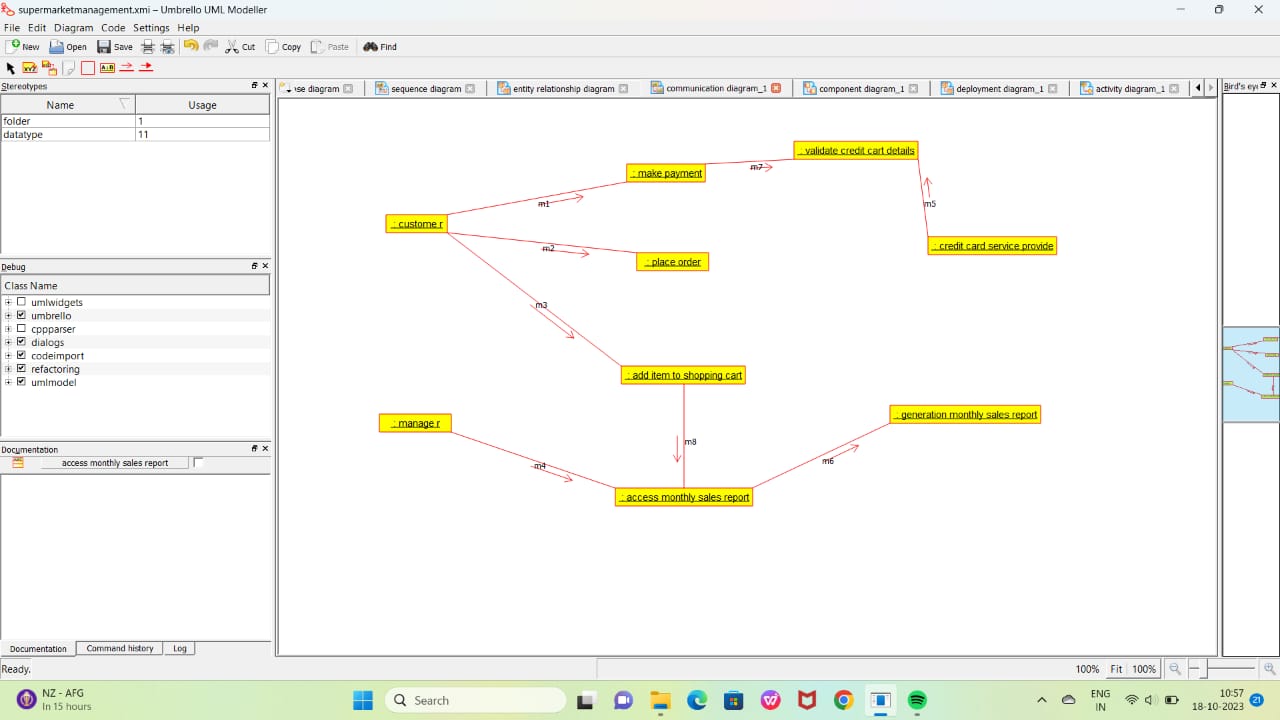 supermarketmanagement.xmi – Umbrello UML Modeller
File Edit Diagram Code Settings Help
New Open Save Cut Copy Paste Find
Stereotypes
Name Usage
folder 1
datatype 11
Debug
Class Name
umlwidgets
umbrello
cppparser
dialogs
codeimport
refactoring
umlmodel
Documentation
access monthly sales report
Documentation Command history Log
Ready.
use diagram sequence diagram entity relationship diagram communication diagram_1 component diagram_1 deployment diagram_1 activity diagram_1
Bird's eye
: validate credit cart details
: make payment
m7
m1
m5
: custome r
m2
: credit card service provide
: place order
m3
: add item to shopping cart
: manage r
: generation monthly sales report
m8
m4
m6
: access monthly sales report
100% Fit 100%
NZ - AFG
In 15 hours
Search
ENG
IN
10:57
18-10-2023
21